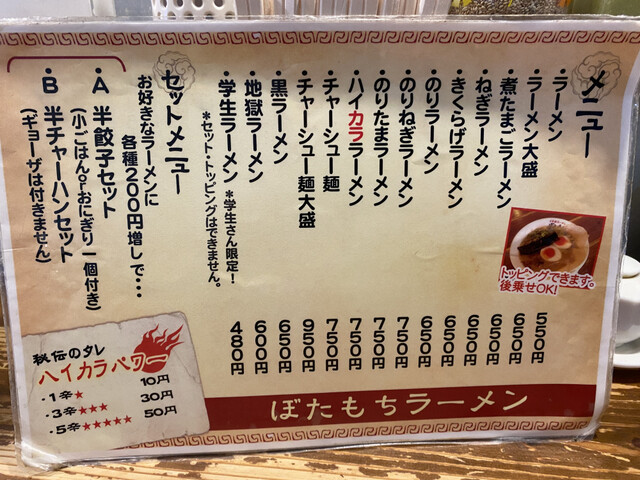 メニュー
・ラーメン 550円
・ラーメン大盛 650円
・煮たまごラーメン 650円
・ねぎラーメン 650円
・きくらげラーメン 650円
・のりラーメン 650円
・のりねぎラーメン 750円
・のりたまラーメン 750円
・ハイカララーメン 750円
・チャーシュー麺 750円
・チャーシュー麺大盛 950円
・黒ラーメン 650円
・地獄ラーメン 600円
・学生ラーメン *学生さん限定! 480円
*セット・トッピングはできません。
トッピングできます。
後乗せOK!
セットメニュー
お好きなラーメンに
各種200円増しで・・・
・A 半餃子セット
(小ごはんorおにぎり一個付き)
・B 半チャーハンセット
(ギョーザは付きません)
秘伝のタレ
ハイカラパワー
・1辛★ 10円
・3辛★★★ 30円
・5辛★★★★★ 50円
ぼたもちラーメン